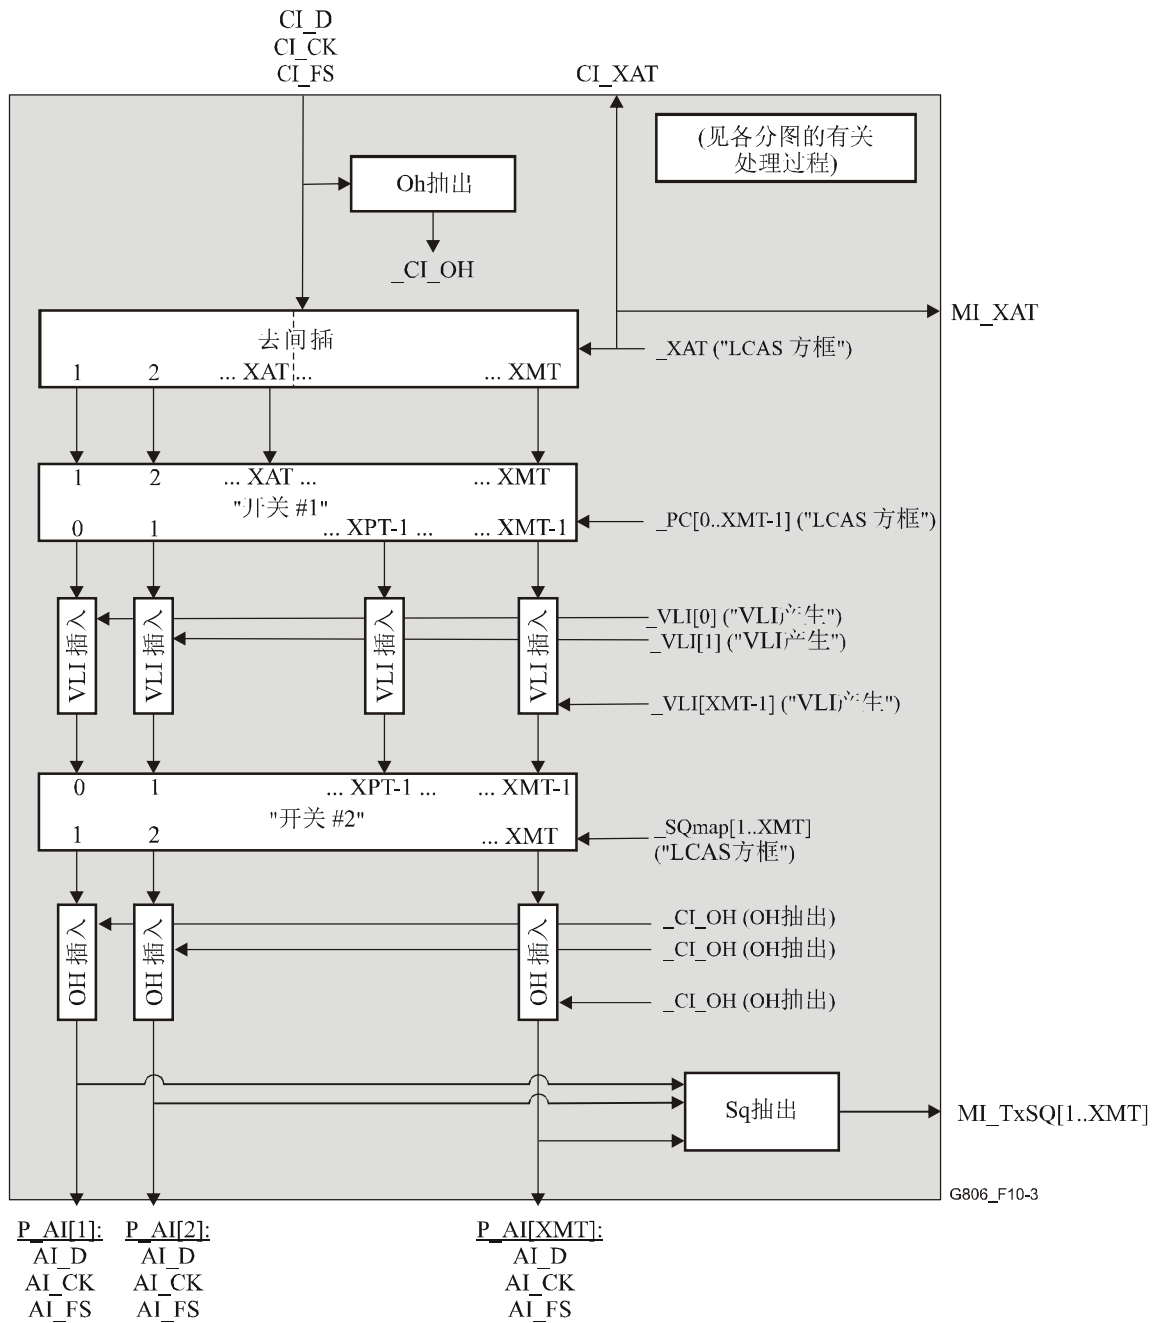 CI_D
CI_CK
CI_FS
CI_XAT
(见各分图的有关
处理过程)
Oh抽出
_CI_OH
MI_XAT
去间插
_XAT ("LCAS 方框")
1 2 ... XAT ... ... XMT
1 2 ... XAT ... ... XMT
"开关 #1"
_PC[0..XMT-1] ("LCAS 方框")
0 1 ... XPT-1 ... ... XMT-1
VLI 插入
VLI 插入
VLI 插入
VLI 插入
_VLI[0] ("VLI产生")
_VLI[1] ("VLI产生")
_VLI[XMT-1] ("VLI产生")
0 1 ... XPT-1 ... ... XMT-1
"开关 #2"
1 2 ... XMT
_SQmap[1..XMT]
("LCAS方框")
OH 插入
OH 插入
OH 插入
_CI_OH (OH抽出)
_CI_OH (OH抽出)
_CI_OH (OH抽出)
Sq抽出
MI_TxSQ[1..XMT]
G806_F10-3
P_AI[1]:
AI_D
AI_CK
AI_FS
P_AI[2]:
AI_D
AI_CK
AI_FS
P_AI[XMT]:
AI_D
AI_CK
AI_FS